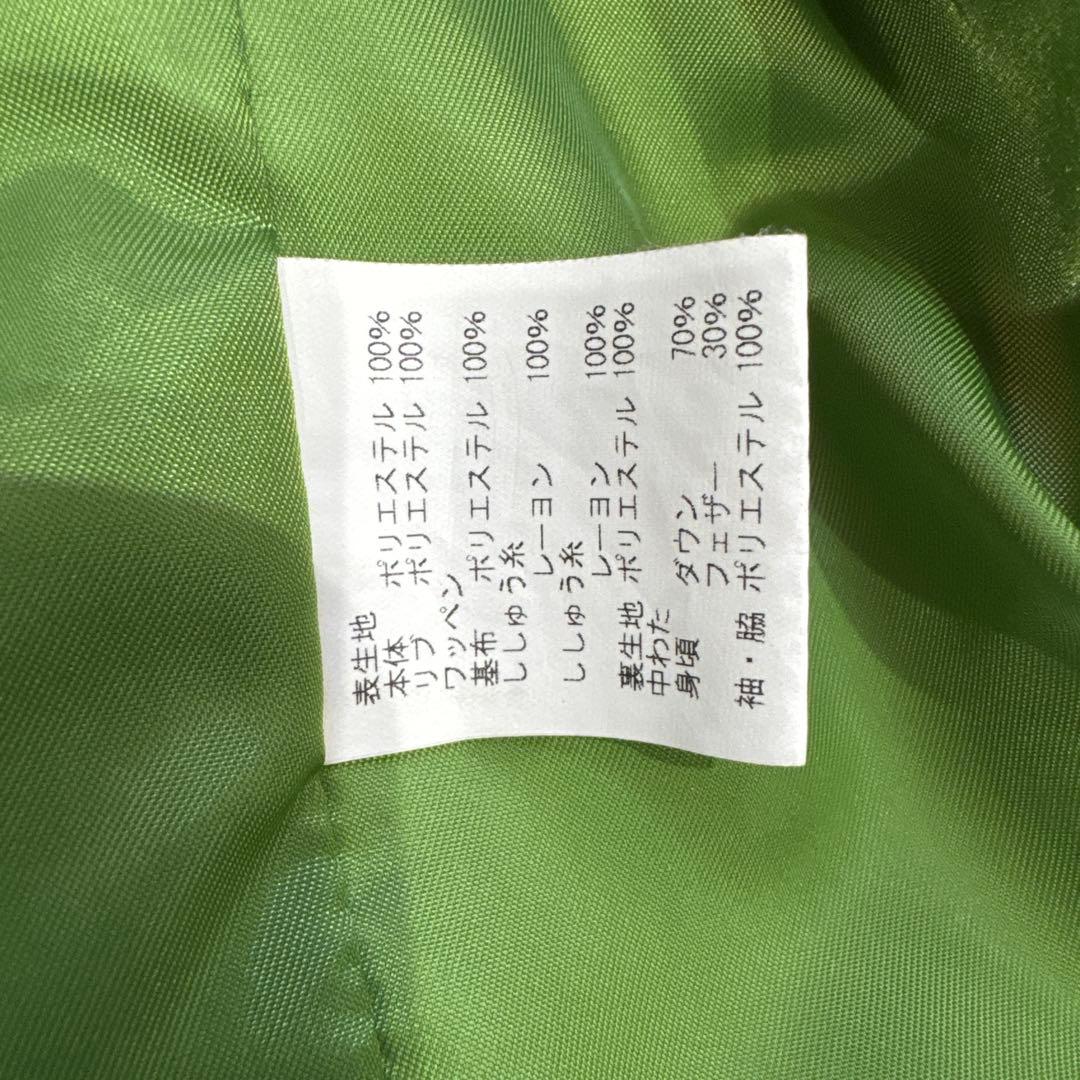 表生地
本体 ポリエステル 100%
リブ ポリエステル 100%
ワッペン
基布 ポリエステル 100%
ししゅう糸
レーヨン 100%
ししゅう糸
レーヨン 100%
裏生地 ポリエステル 100%
中わた
身頃 ダウン 70%
フェザー 30%
袖・脇 ポリエステル 100%